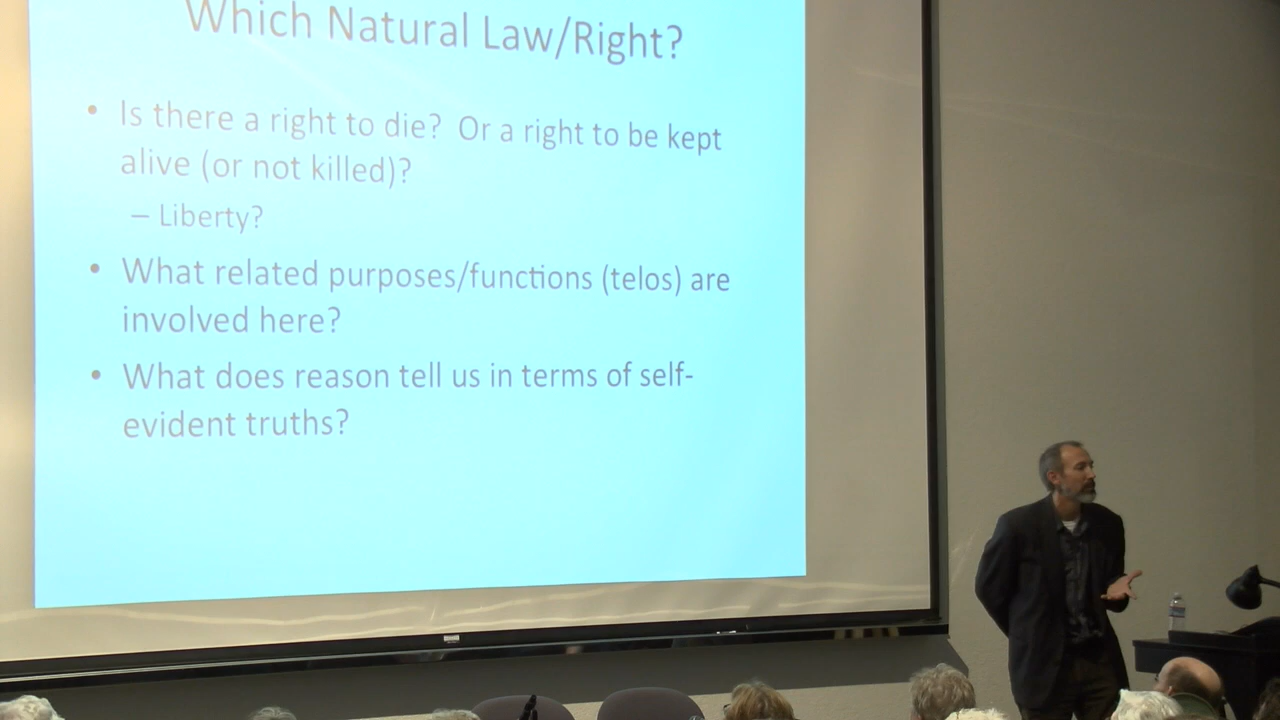 Which Natural Law/Right?
• Is there a right to die? Or a right to be kept
alive (or not killed)?
– Liberty?
• What related purposes/functions (telos) are
involved here?
• What does reason tell us in terms of self-
evident truths?